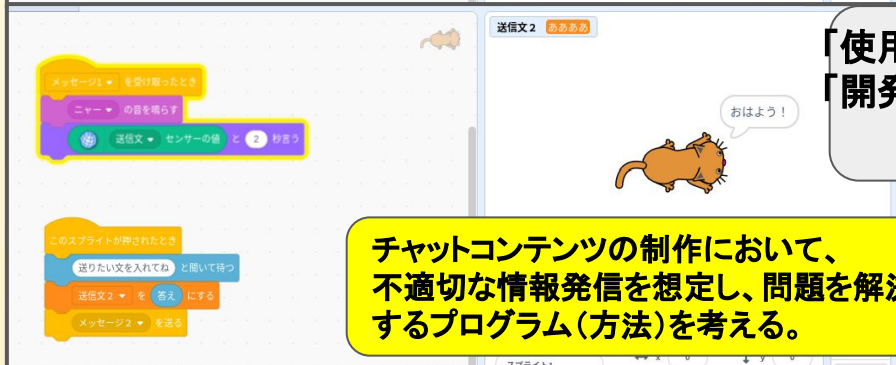 送信文2 ああああ
「使用
「開発
メッセージ1 を受け取ったとき
ニャー の音を鳴らす
送信文 センサーの値 と 2 秒言う
おはよう！
このスプライトが押されたとき
送りたい文を入れてね と聞いて待つ
送信文2 を 答え にする
メッセージ2 を送る
チャットコンテンツの制作において、
不適切な情報発信を想定し、問題を解決
するプログラム（方法）を考える。
x y